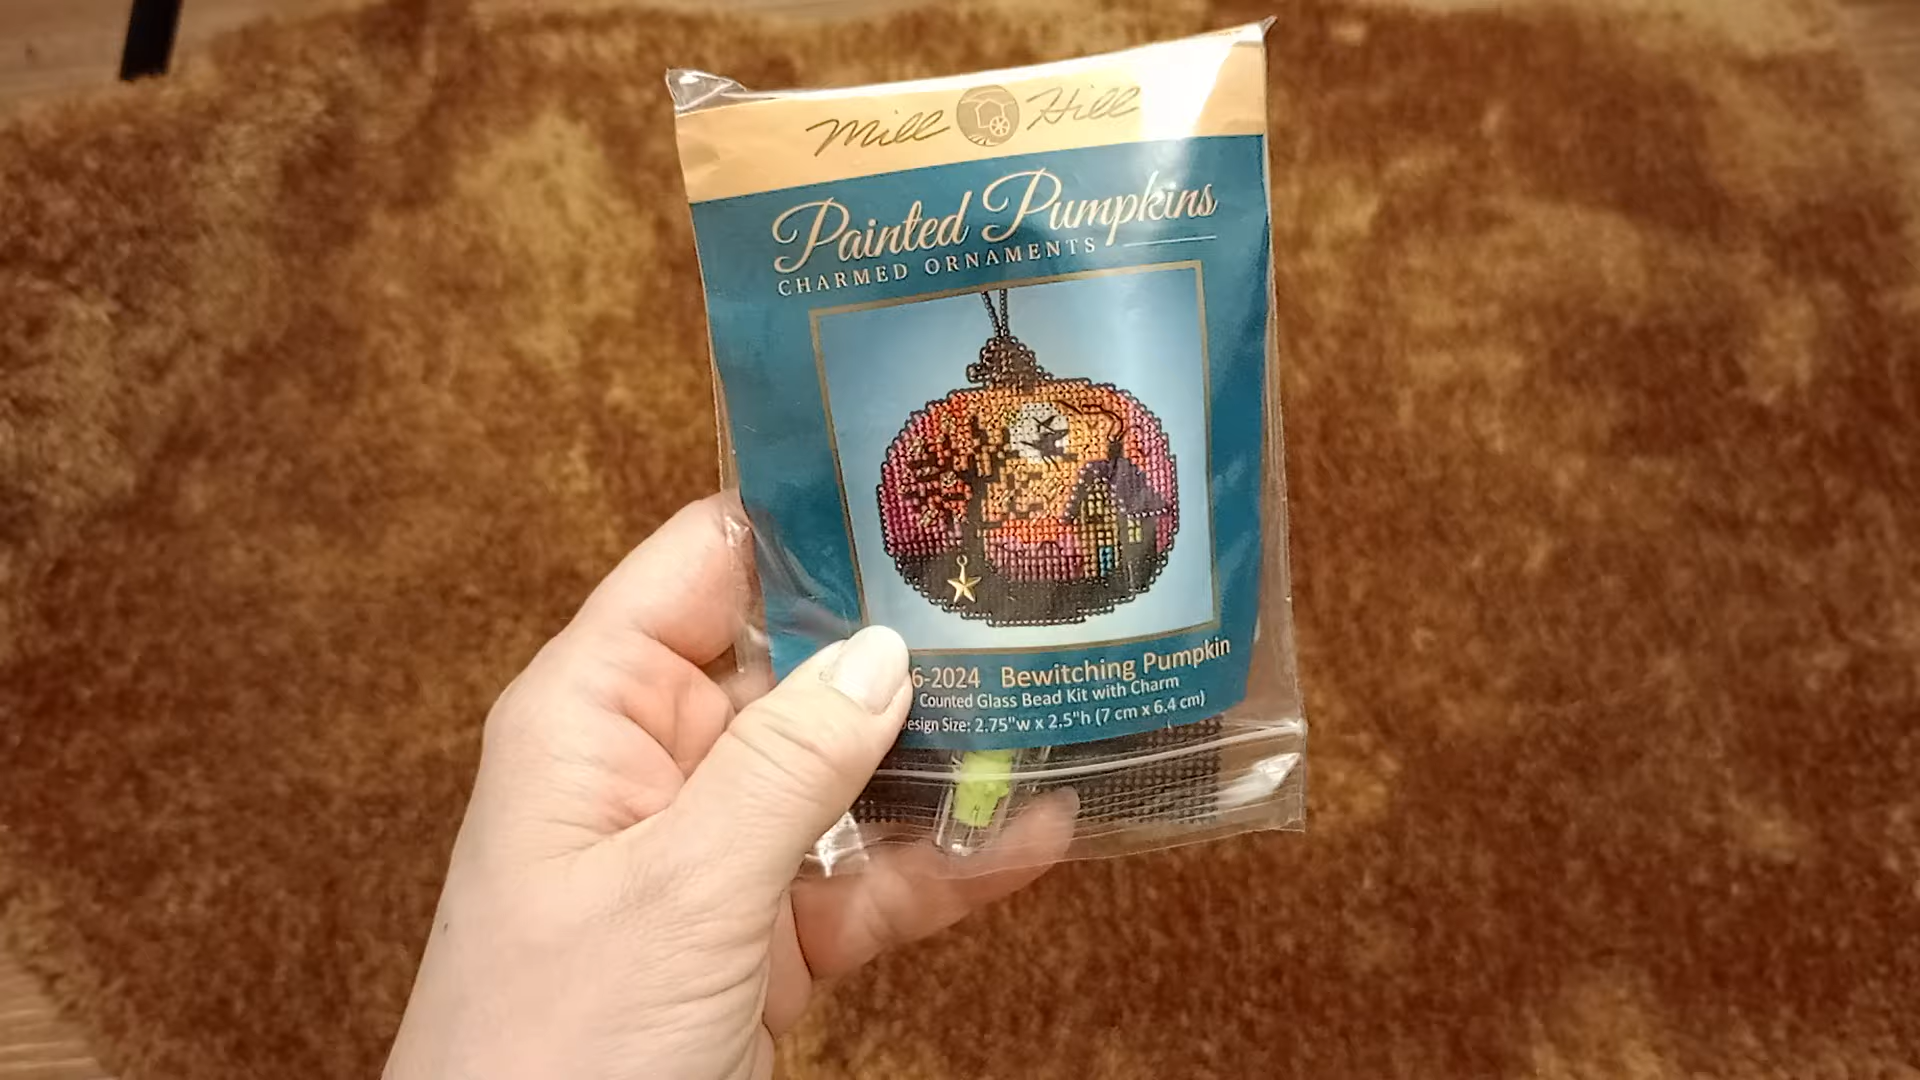 Mill Hill
Painted Pumpkins
CHARMED ORNAMENTS
6-2024 Bewitching Pumpkin
Counted Glass Bead Kit with Charm
esign Size: 2.75"w x 2.5"h (7 cm x 6.4 cm)